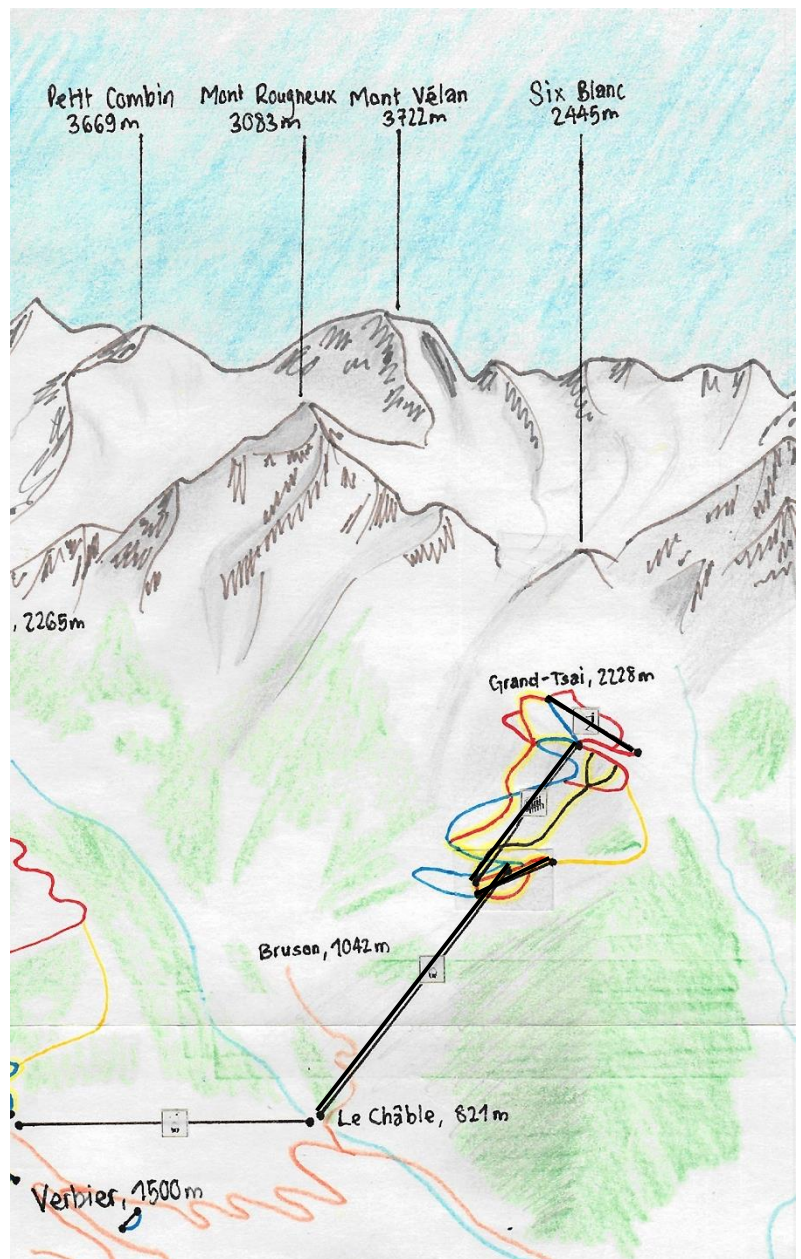 Petit Combin
3669m
Mont Rougneux
3083m
Mont Vélan
3722m
Six Blanc
2445m
, 2265m
Grand-Tsai, 2228m
Bruson, 1042m
Le Châble, 821m
Verbier, 1500m